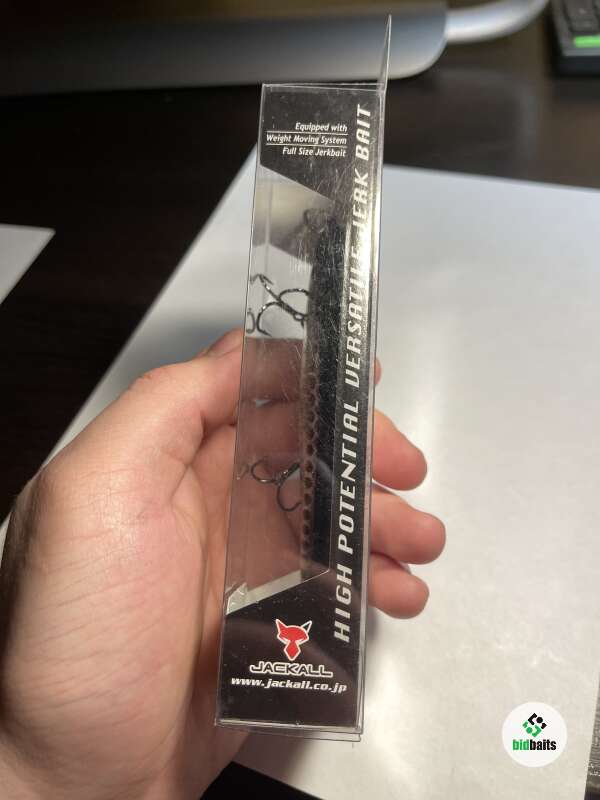 Equipped with
Weight Moving System
Full Size Jerkbait
HIGH POTENTIAL VERSATILE JERK BAIT
JACKALL
www.jackall.co.jp
bidbaits